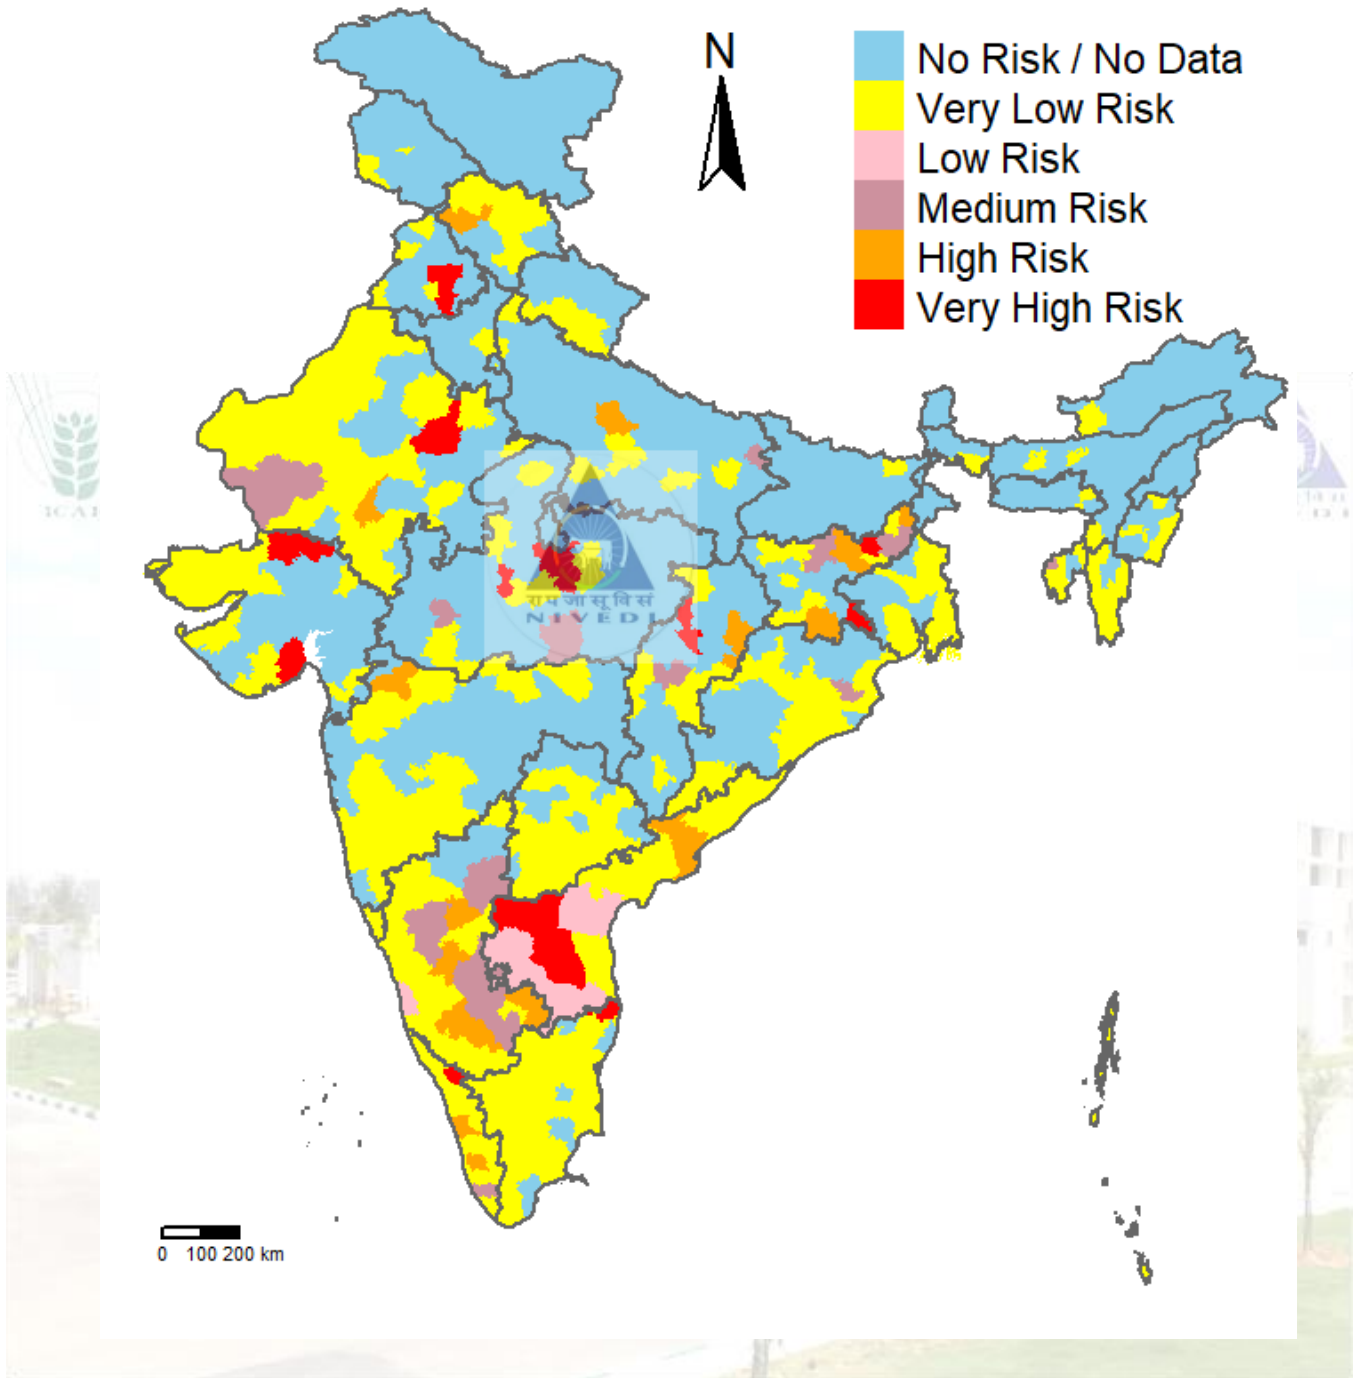 N
No Risk / No Data
Very Low Risk
Low Risk
Medium Risk
High Risk
Very High Risk
NIVEDI
0 100 200 km